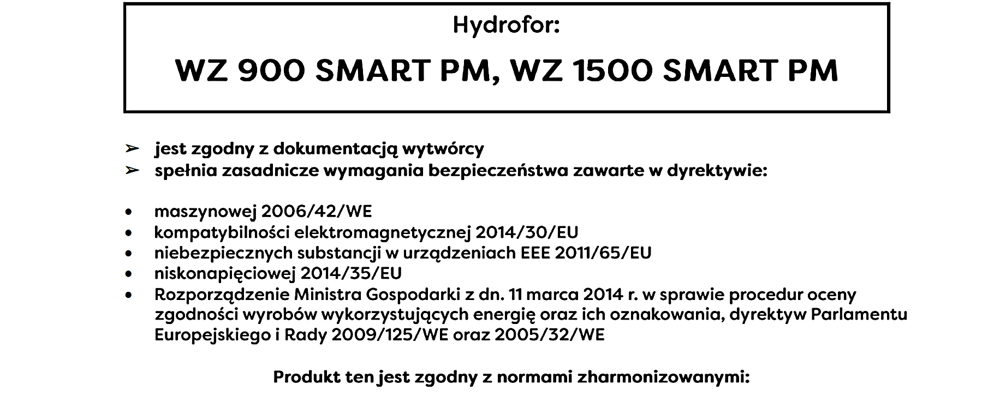 Hydrofor:
WZ 900 SMART PM, WZ 1500 SMART PM
➢ jest zgodny z dokumentacją wytwórcy
➢ spełnia zasadnicze wymagania bezpieczeństwa zawarte w dyrektywie:
• maszynowej 2006/42/WE
• kompatybilności elektromagnetycznej 2014/30/EU
• niebezpiecznych substancji w urządzeniach EEE 2011/65/EU
• niskonapięciowej 2014/35/EU
• Rozporządzenie Ministra Gospodarki z dn. 11 marca 2014 r. w sprawie procedur oceny
zgodności wyrobów wykorzystujących energię oraz ich oznakowania, dyrektyw Parlamentu
Europejskiego i Rady 2009/125/WE oraz 2005/32/WE
Produkt ten jest zgodny z normami zharmonizowanymi: